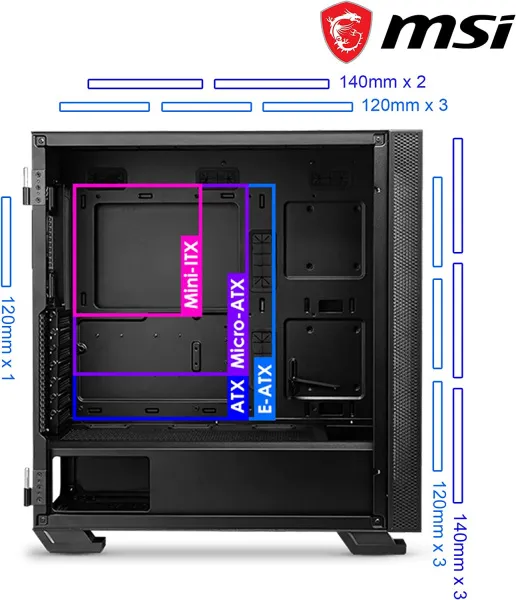 msi
140mm x 2
120mm x 3
Mini-ITX
Micro-ATX
ATX
E-ATX
120mm x 1
120mm x 3
140mm x 3